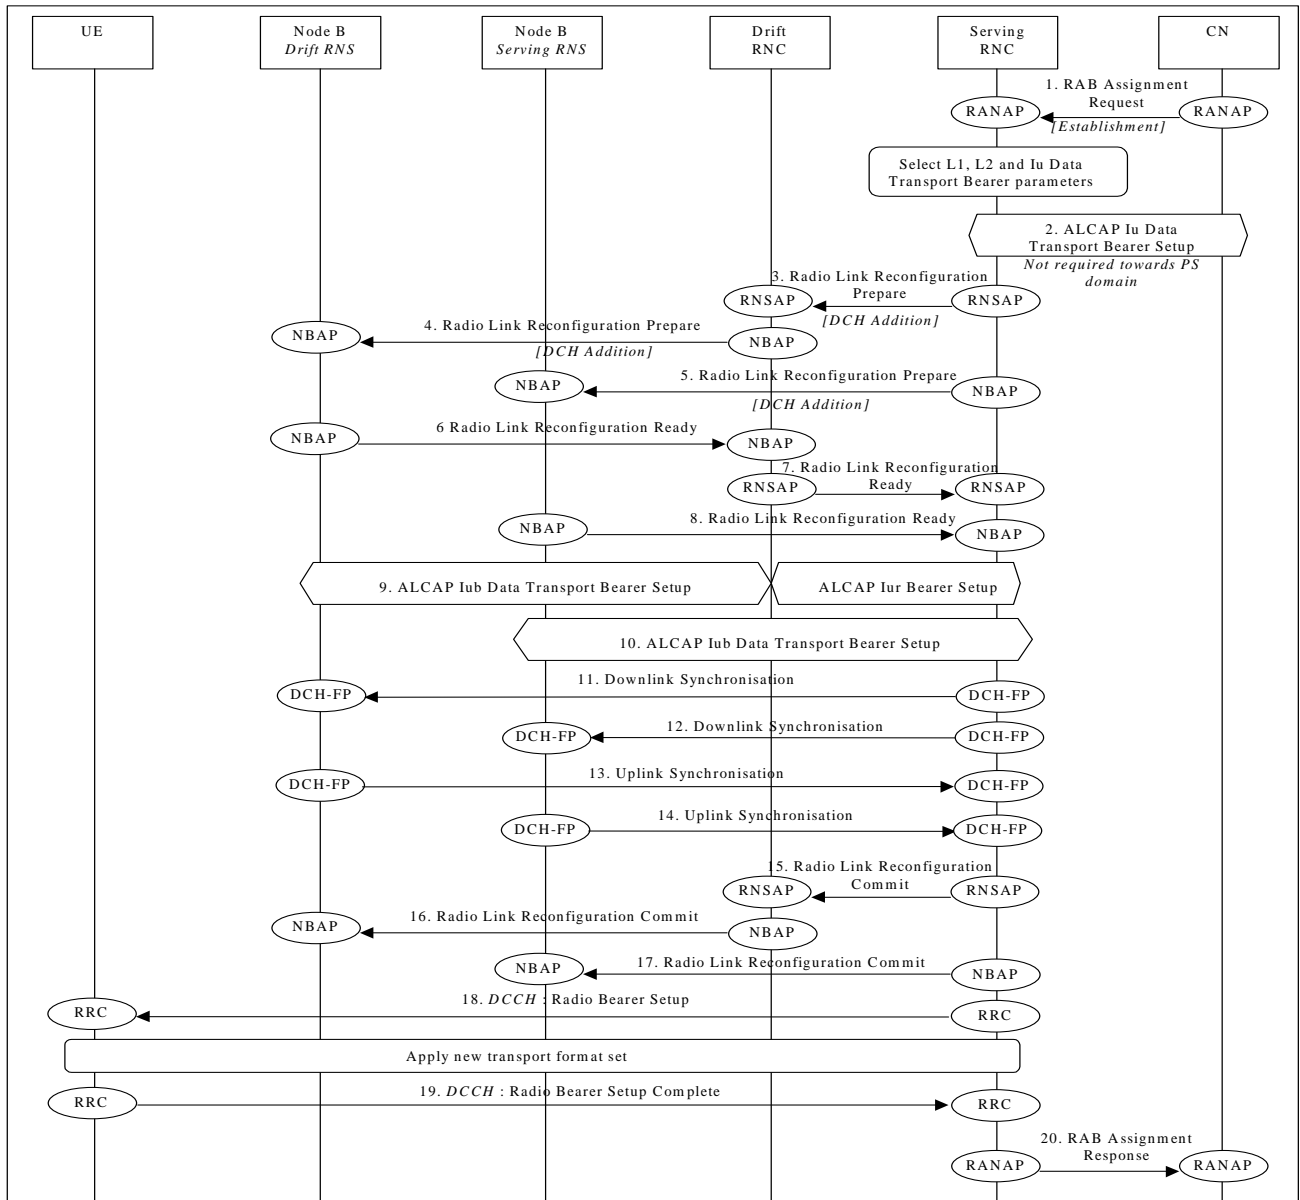 UE
Node B
Drift RNS
Node B
Serving RNS
Drift
RNC
Serving
RNC
CN
1. RAB Assignment
Request
RANAP
RANAP
[Establishment]
Select L1, L2 and Iu Data
Transport Bearer parameters
2. ALCAP Iu Data
Transport Bearer Setup
Not required towards PS
domain
3. Radio Link Reconfiguration
Prepare
RNSAP
RNSAP
[DCH Addition]
4. Radio Link Reconfiguration Prepare
NBAP
NBAP
[DCH Addition]
5. Radio Link Reconfiguration Prepare
NBAP
NBAP
[DCH Addition]
6 Radio Link Reconfiguration Ready
NBAP
NBAP
7. Radio Link Reconfiguration
Ready
RNSAP
RNSAP
8. Radio Link Reconfiguration Ready
NBAP
NBAP
9. ALCAP Iub Data Transport Bearer Setup
ALCAP Iur Bearer Setup
10. ALCAP Iub Data Transport Bearer Setup
11. Downlink Synchronisation
DCH-FP
DCH-FP
12. Downlink Synchronisation
DCH-FP
DCH-FP
13. Uplink Synchronisation
DCH-FP
DCH-FP
14. Uplink Synchronisation
DCH-FP
DCH-FP
15. Radio Link Reconfiguration
Commit
RNSAP
RNSAP
16. Radio Link Reconfiguration Commit
NBAP
NBAP
17. Radio Link Reconfiguration Commit
NBAP
NBAP
18. DCCH : Radio Bearer Setup
RRC
RRC
Apply new transport format set
19. DCCH : Radio Bearer Setup Complete
RRC
RRC
20. RAB Assignment
Response
RANAP
RANAP